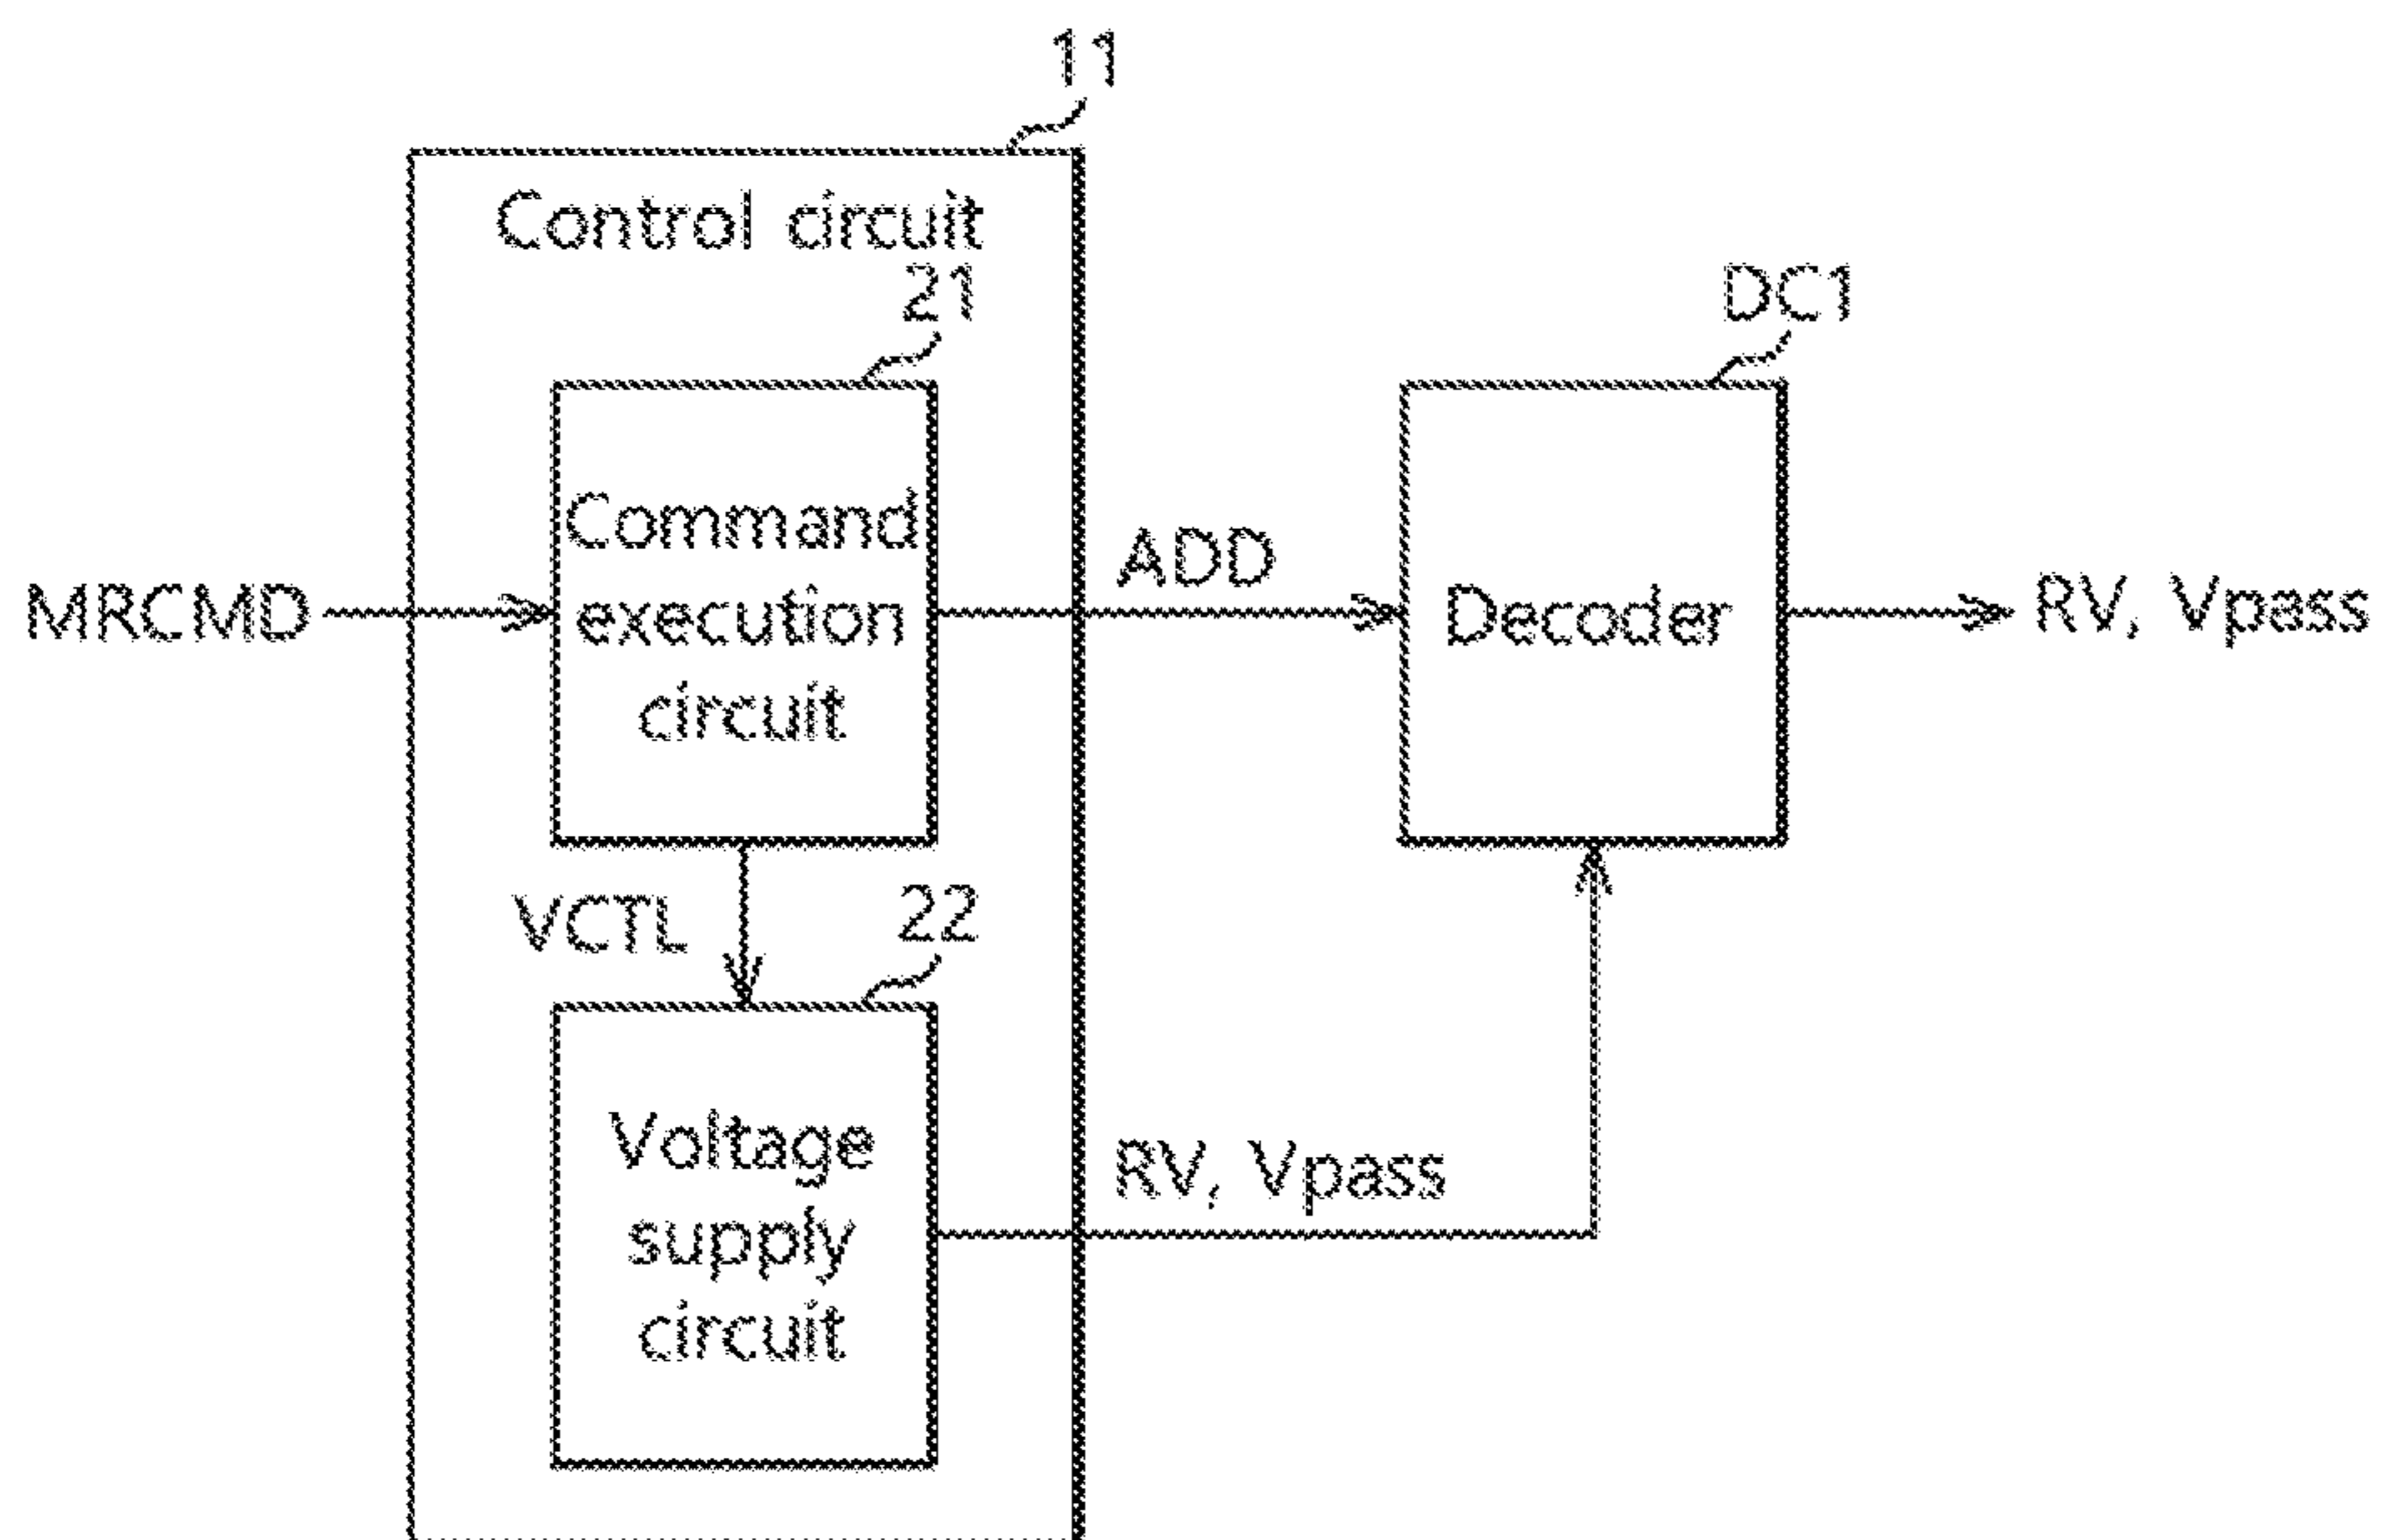 11
Control circuit
21
DC1
Command
execution
circuit
MRCMD
ADD
Decoder
RV, Vpass
VCTL
22
Voltage
supply
circuit
RV, Vpass